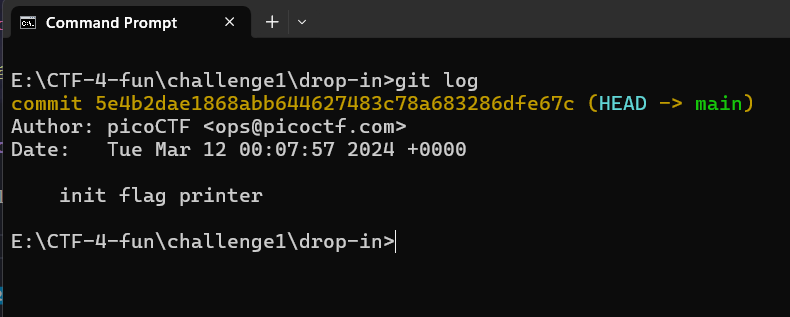 Command Prompt
E:\CTF-4-fun\challenge1\drop-in>git log
commit 5e4b2dae1868abb644627483c78a683286dfe67c (HEAD -> main)
Author: picoCTF <ops@picoctf.com>
Date:   Tue Mar 12 00:07:57 2024 +0000
    init flag printer
E:\CTF-4-fun\challenge1\drop-in>